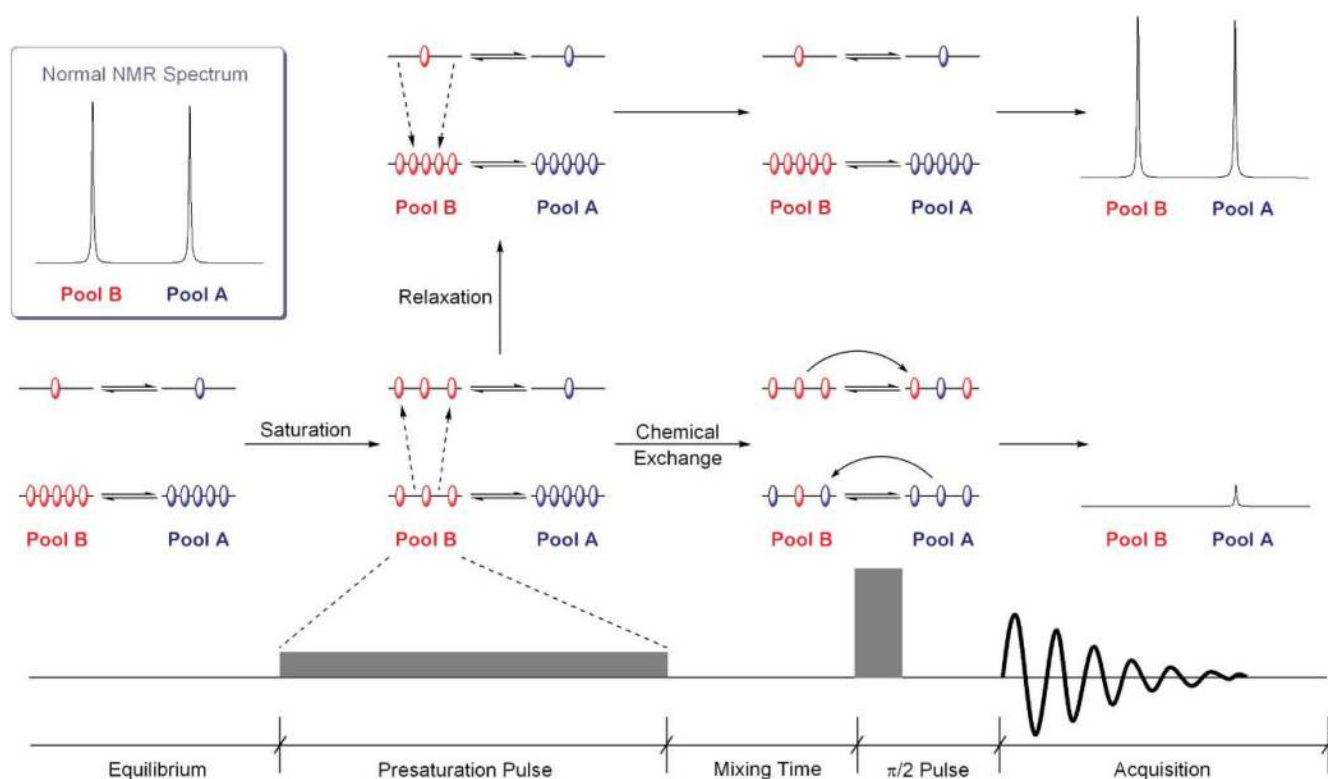 Normal NMR Spectrum
Pool B Pool A
Pool B Pool A
Pool B Pool A
Pool B Pool A
Relaxation
Saturation
Chemical
Exchange
Pool B Pool A
Pool B Pool A
Pool B Pool A
Pool B Pool A
Equilibrium
Presaturation Pulse
Mixing Time
π/2 Pulse
Acquisition